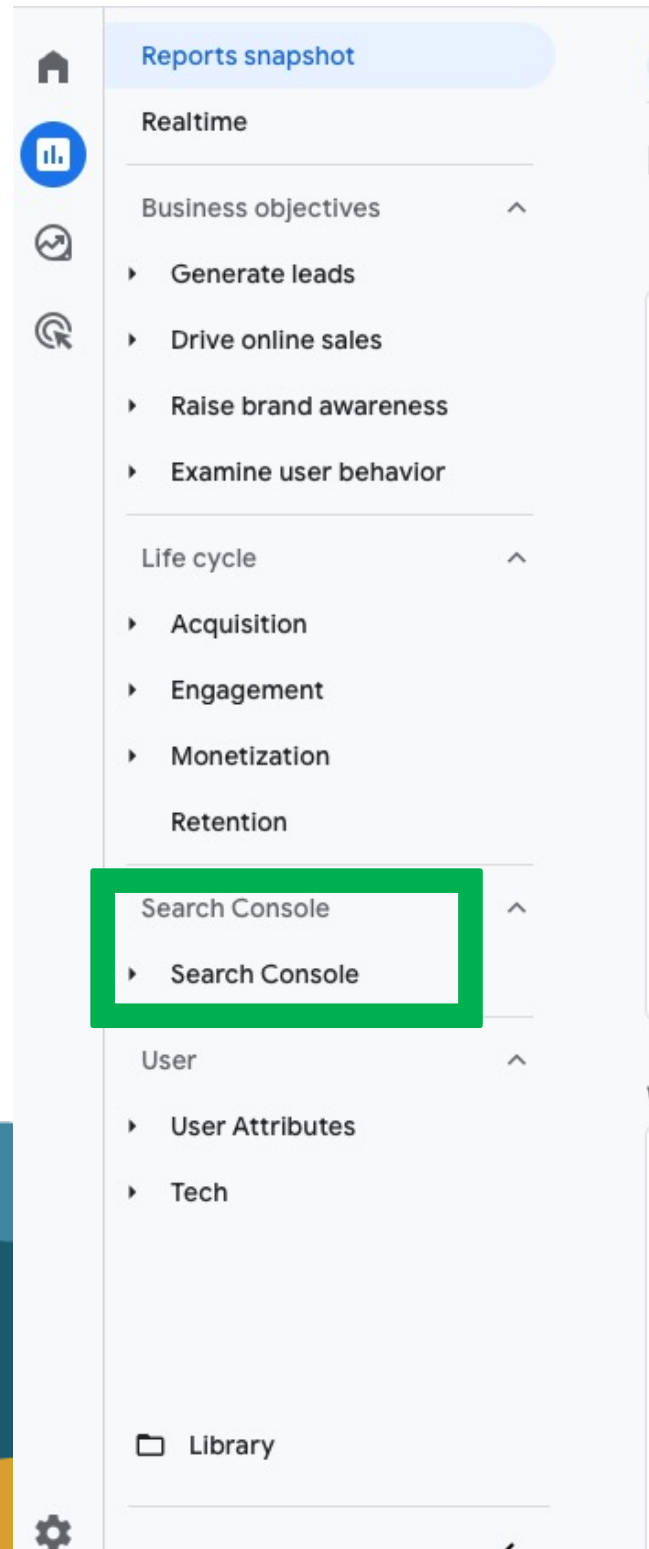 Reports snapshot
Realtime
Business objectives
Generate leads
Drive online sales
Raise brand awareness
Examine user behavior
Life cycle
Acquisition
Engagement
Monetization
Retention
Search Console
Search Console
User
User Attributes
Tech
Library